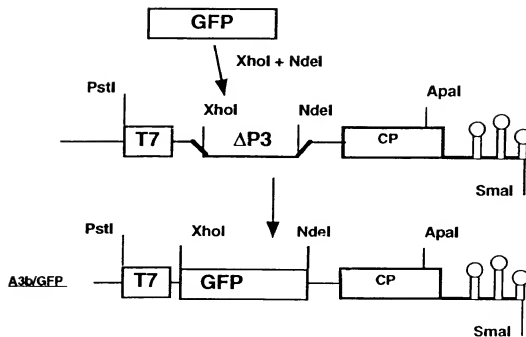 GFP
XhoI + NdeI
PstI
XhoI
NdeI
ApaI
T7
ΔP3
CP
SmaI
PstI
XhoI
NdeI
ApaI
A3b/GFP
T7
GFP
CP
SmaI